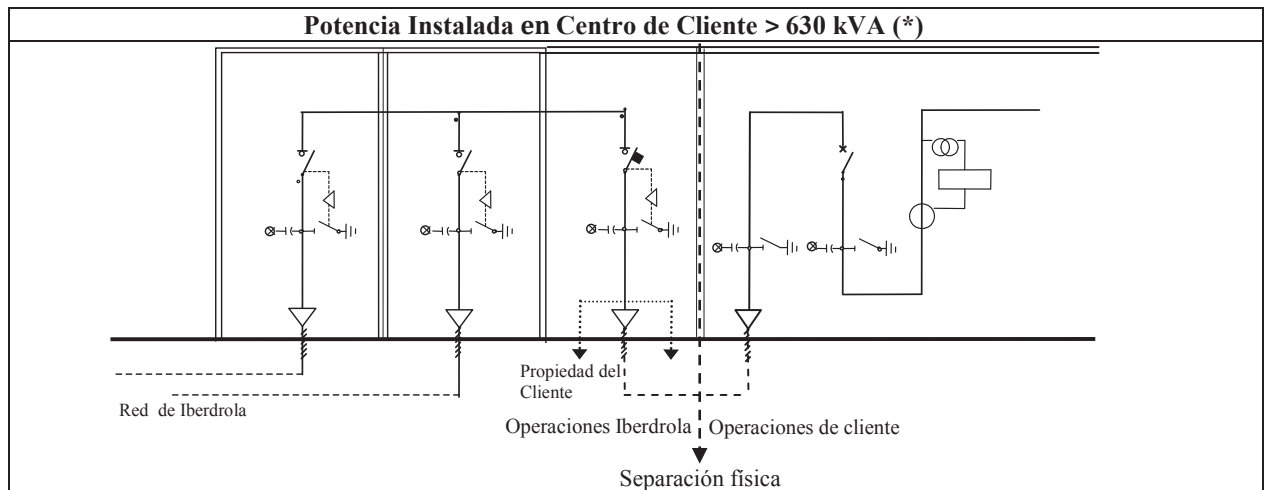 Potencia Instalada en Centro de Cliente > 630 kVA (*)
Propiedad del
Cliente
Red de Iberdrola
Operaciones Iberdrola
Operaciones de cliente
Separación física